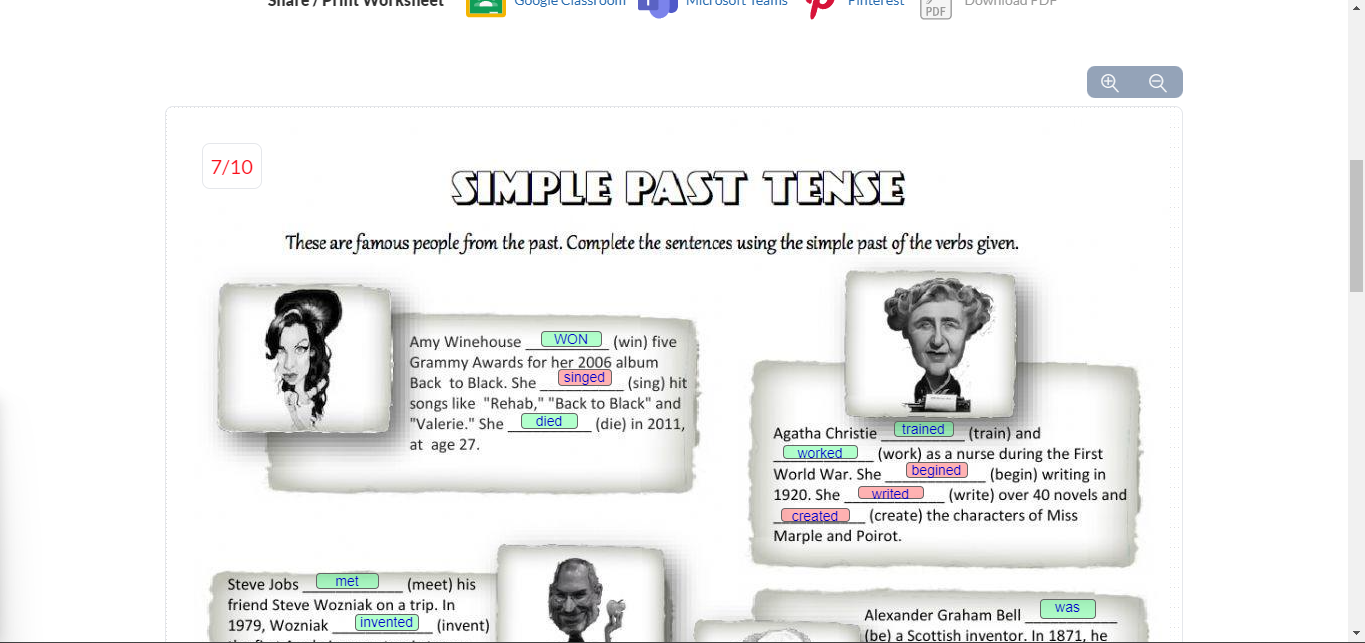 Share / Print Worksheet Google Classroom Microsoft Teams Pinterest PDF Download PDF
7/10
SIMPLE PAST TENSE
These are famous people from the past. Complete the sentences using the simple past of the verbs given.
Amy Winehouse WON (win) five
Grammy Awards for her 2006 album
Back to Black. She singed (sing) hit
songs like "Rehab," "Back to Black" and
"Valerie." She died (die) in 2011,
at age 27.
Agatha Christie trained (train) and
worked (work) as a nurse during the First
World War. She begined (begin) writing in
1920. She writed (write) over 40 novels and
created (create) the characters of Miss
Marple and Poirot.
Steve Jobs met (meet) his
friend Steve Wozniak on a trip. In
1979, Wozniak invented (invent)
Alexander Graham Bell was
(be) a Scottish inventor. In 1871, he